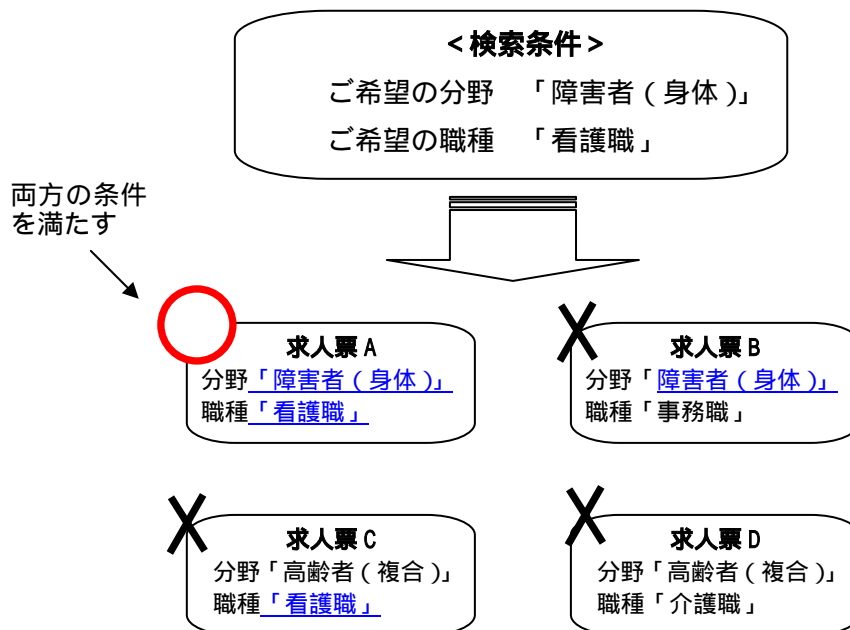 ＜検索条件＞
ご希望の分野　「障害者（身体）」
ご希望の職種　「看護職」
両方の条件
を満たす
求人票 A
分野「障害者（身体）」
職種「看護職」
求人票 B
分野「障害者（身体）」
職種「事務職」
求人票 C
分野「高齢者（複合）」
職種「看護職」
求人票 D
分野「高齢者（複合）」
職種「介護職」